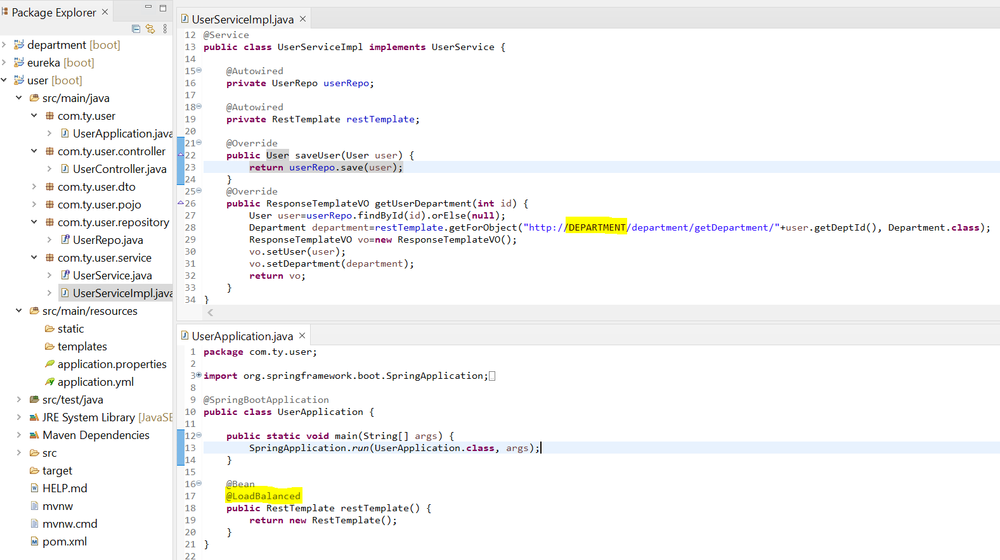 Package Explorer
department [boot]
eureka [boot]
user [boot]
src/main/java
com.ty.user
UserApplication.java
com.ty.user.controller
UserController.java
com.ty.user.dto
com.ty.user.pojo
com.ty.user.repository
UserRepo.java
com.ty.user.service
UserService.java
UserServiceImpl.java
src/main/resources
static
templates
application.properties
application.yml
src/test/java
JRE System Library [JavaSE
Maven Dependencies
src
target
HELP.md
mvnw
mvnw.cmd
pom.xml
UserServiceImpl.java
12 @Service
13 public class UserServiceImpl implements UserService {
14
15 @Autowired
16 private UserRepo userRepo;
17
18 @Autowired
19 private RestTemplate restTemplate;
20
21 @Override
22 public User saveUser(User user) {
23 return userRepo.save(user);
24 }
25 @Override
26 public ResponseTemplateVO getUserDepartment(int id) {
27 User user=userRepo.findById(id).orElse(null);
28 Department department=restTemplate.getForObject("http://DEPARTMENT/department/getDepartment/"+user.getDeptId(), Department.class);
29 ResponseTemplateVO vo=new ResponseTemplateVO();
30 vo.setUser(user);
31 vo.setDepartment(department);
32 return vo;
33 }
34 }
UserApplication.java
1 package com.ty.user;
2
3 import org.springframework.boot.SpringApplication;
8
9 @SpringBootApplication
10 public class UserApplication {
11
12 public static void main(String[] args) {
13 SpringApplication.run(UserApplication.class, args);
14 }
15
16 @Bean
17 @LoadBalanced
18 public RestTemplate restTemplate() {
19 return new RestTemplate();
20 }
21 }
22